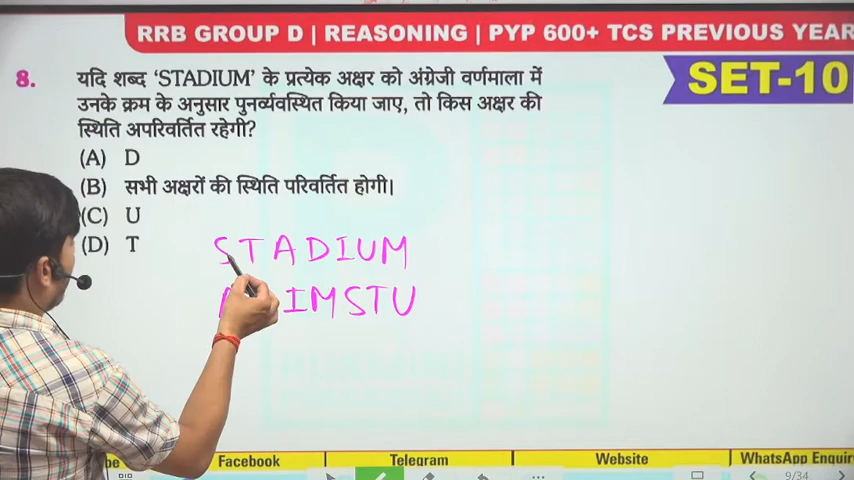 RRB GROUP D | REASONING | PYP 600+ TCS PREVIOUS YEAR
SET-10
8. यदि शब्द ‘STADIUM’ के प्रत्येक अक्षर को अंग्रेजी वर्णमाला में
उनके क्रम के अनुसार पुनर्व्यवस्थित किया जाए, तो किस अक्षर की
स्थिति अपरिवर्तित रहेगी?
(A) D
(B) सभी अक्षरों की स्थिति परिवर्तित होगी।
(C) U
(D) T
STADIUM
IMSTU
Facebook Telegram Website WhatsApp Enquir
9/34